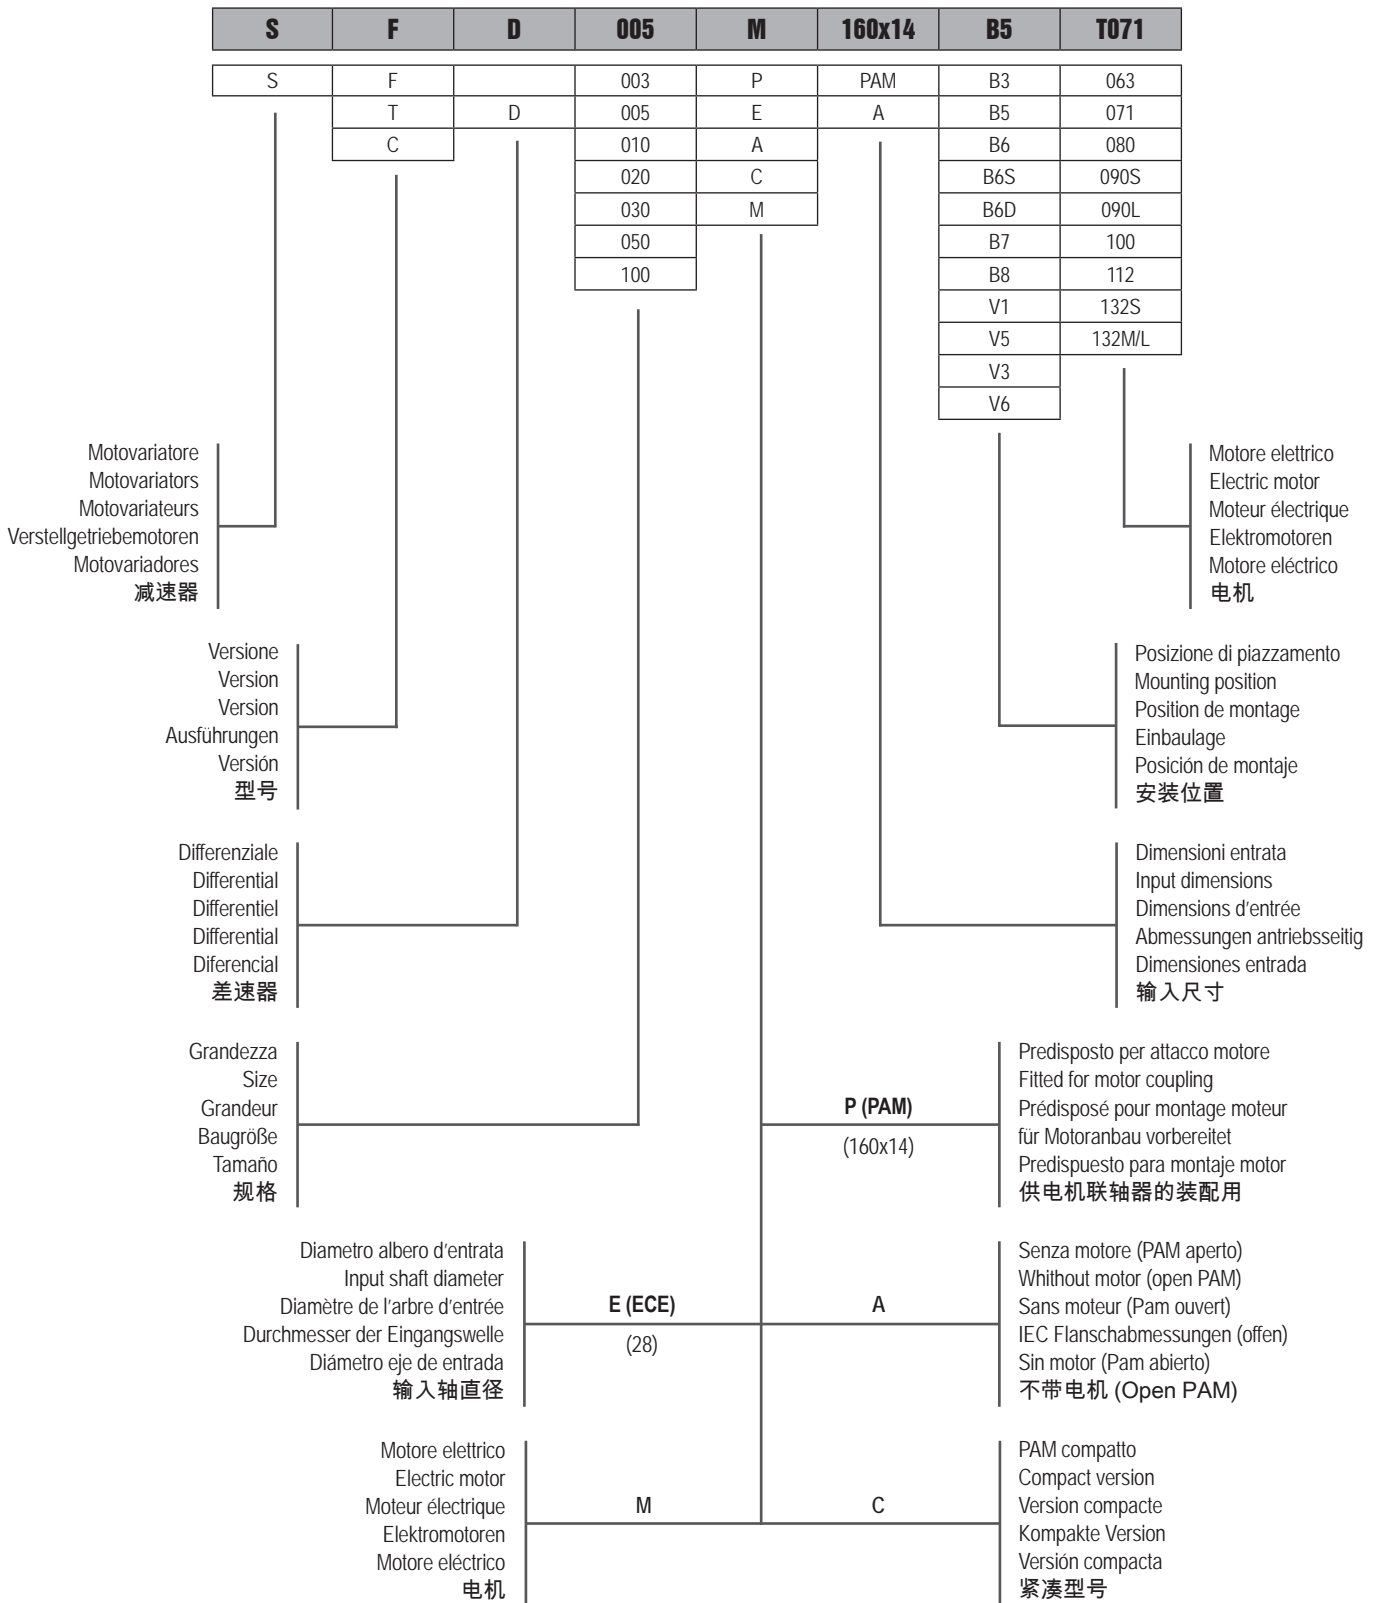 S F D 005 M 160x14 B5 T071
S F 003 P PAM B3 063
T D 005 E A B5 071
C 010 A B6 080
020 C B6S 090S
030 M B6D 090L
050 B7 100
100 B8 112
V1 132S
V5 132M/L
V3
V6
Motovariatore
Motovariators
Motovariateurs
Verstellgetriebemotoren
Motovariadores
减速器
Motore elettrico
Electric motor
Moteur électrique
Elektromotoren
Motore eléctrico
电机
Versione
Version
Version
Ausführungen
Versión
型号
Posizione di piazzamento
Mounting position
Position de montage
Einbaulage
Posición de montaje
安装位置
Differenziale
Differential
Differentiel
Differential
Diferencial
差速器
Dimensioni entrata
Input dimensions
Dimensions d'entrée
Abmessungen antriebsseitig
Dimensiones entrada
输入尺寸
Grandezza
Size
Grandeur
Baugröße
Tamaño
规格
P (PAM)
(160x14)
Predisposto per attacco motore
Fitted for motor coupling
Prédisposé pour montage moteur
für Motoranbau vorbereitet
Predispuesto para montaje motor
供电机联轴器的装配用
Diametro albero d'entrata
Input shaft diameter
Diamètre de l'arbre d'entrée
Durchmesser der Eingangswelle
Diámetro eje de entrada
输入轴直径
E (ECE)
(28)
A
Senza motore (PAM aperto)
Whithout motor (open PAM)
Sans moteur (Pam ouvert)
IEC Flanschabmessungen (offen)
Sin motor (Pam abierto)
不带电机 (Open PAM)
Motore elettrico
Electric motor
Moteur électrique
Elektromotoren
Motore eléctrico
电机
M
C
PAM compatto
Compact version
Version compacte
Kompakte Version
Versión compacta
紧凑型号